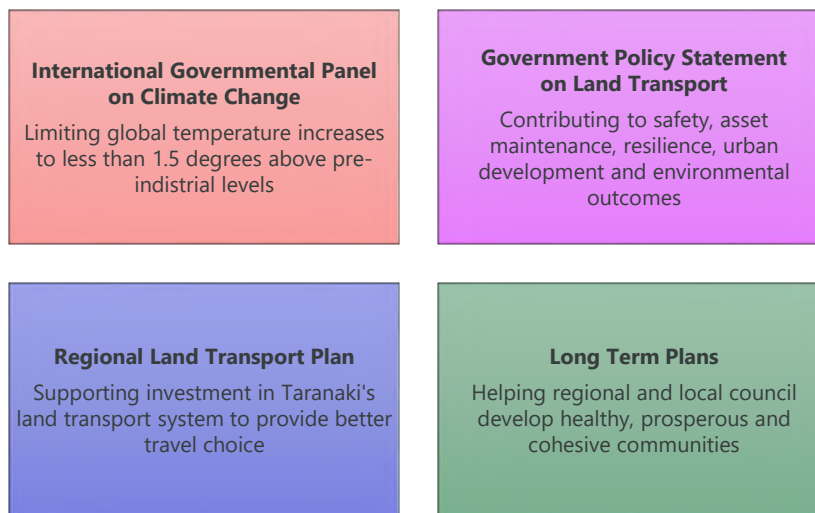 International Governmental Panel
on Climate Change
Limiting global temperature increases
to less than 1.5 degrees above pre-
indistrial levels
Government Policy Statement
on Land Transport
Contributing to safety, asset
maintenance, resilience, urban
development and environmental
outcomes
Regional Land Transport Plan
Supporting investment in Taranaki's
land transport system to provide better
travel choice
Long Term Plans
Helping regional and local council
develop healthy, prosperous and
cohesive communities